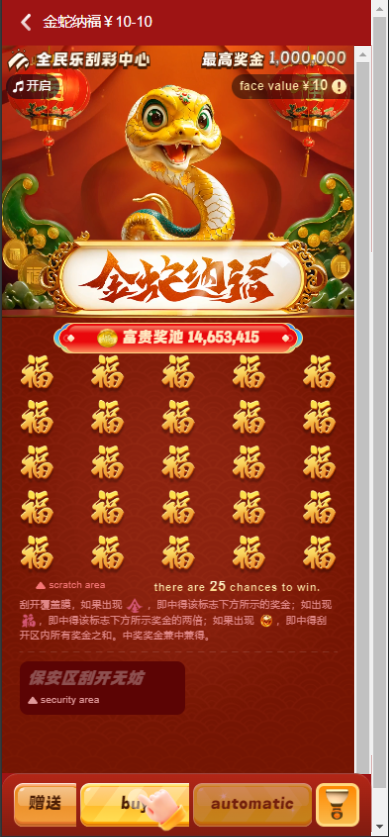 金蛇纳福￥10-10
全民乐刮彩中心 最高奖金 1,000,000
开启 face value ¥ 10
金蛇纳福
富贵奖池 14,653,415
福 福 福 福 福
福 福 福 福 福
福 福 福 福 福
福 福 福 福 福
福 福 福 福 福
scratch area there are 25 chances to win.
刮开覆盖膜，如果出现 金 ，即中得该标志下方所示的奖金；如出现
福 ，即中得该标志下方所示奖金的两倍；如果出现 ，即中得刮
开区内所有奖金之和。中奖奖金兼中兼得。
保安区刮开无效
security area
赠送 buy automatic